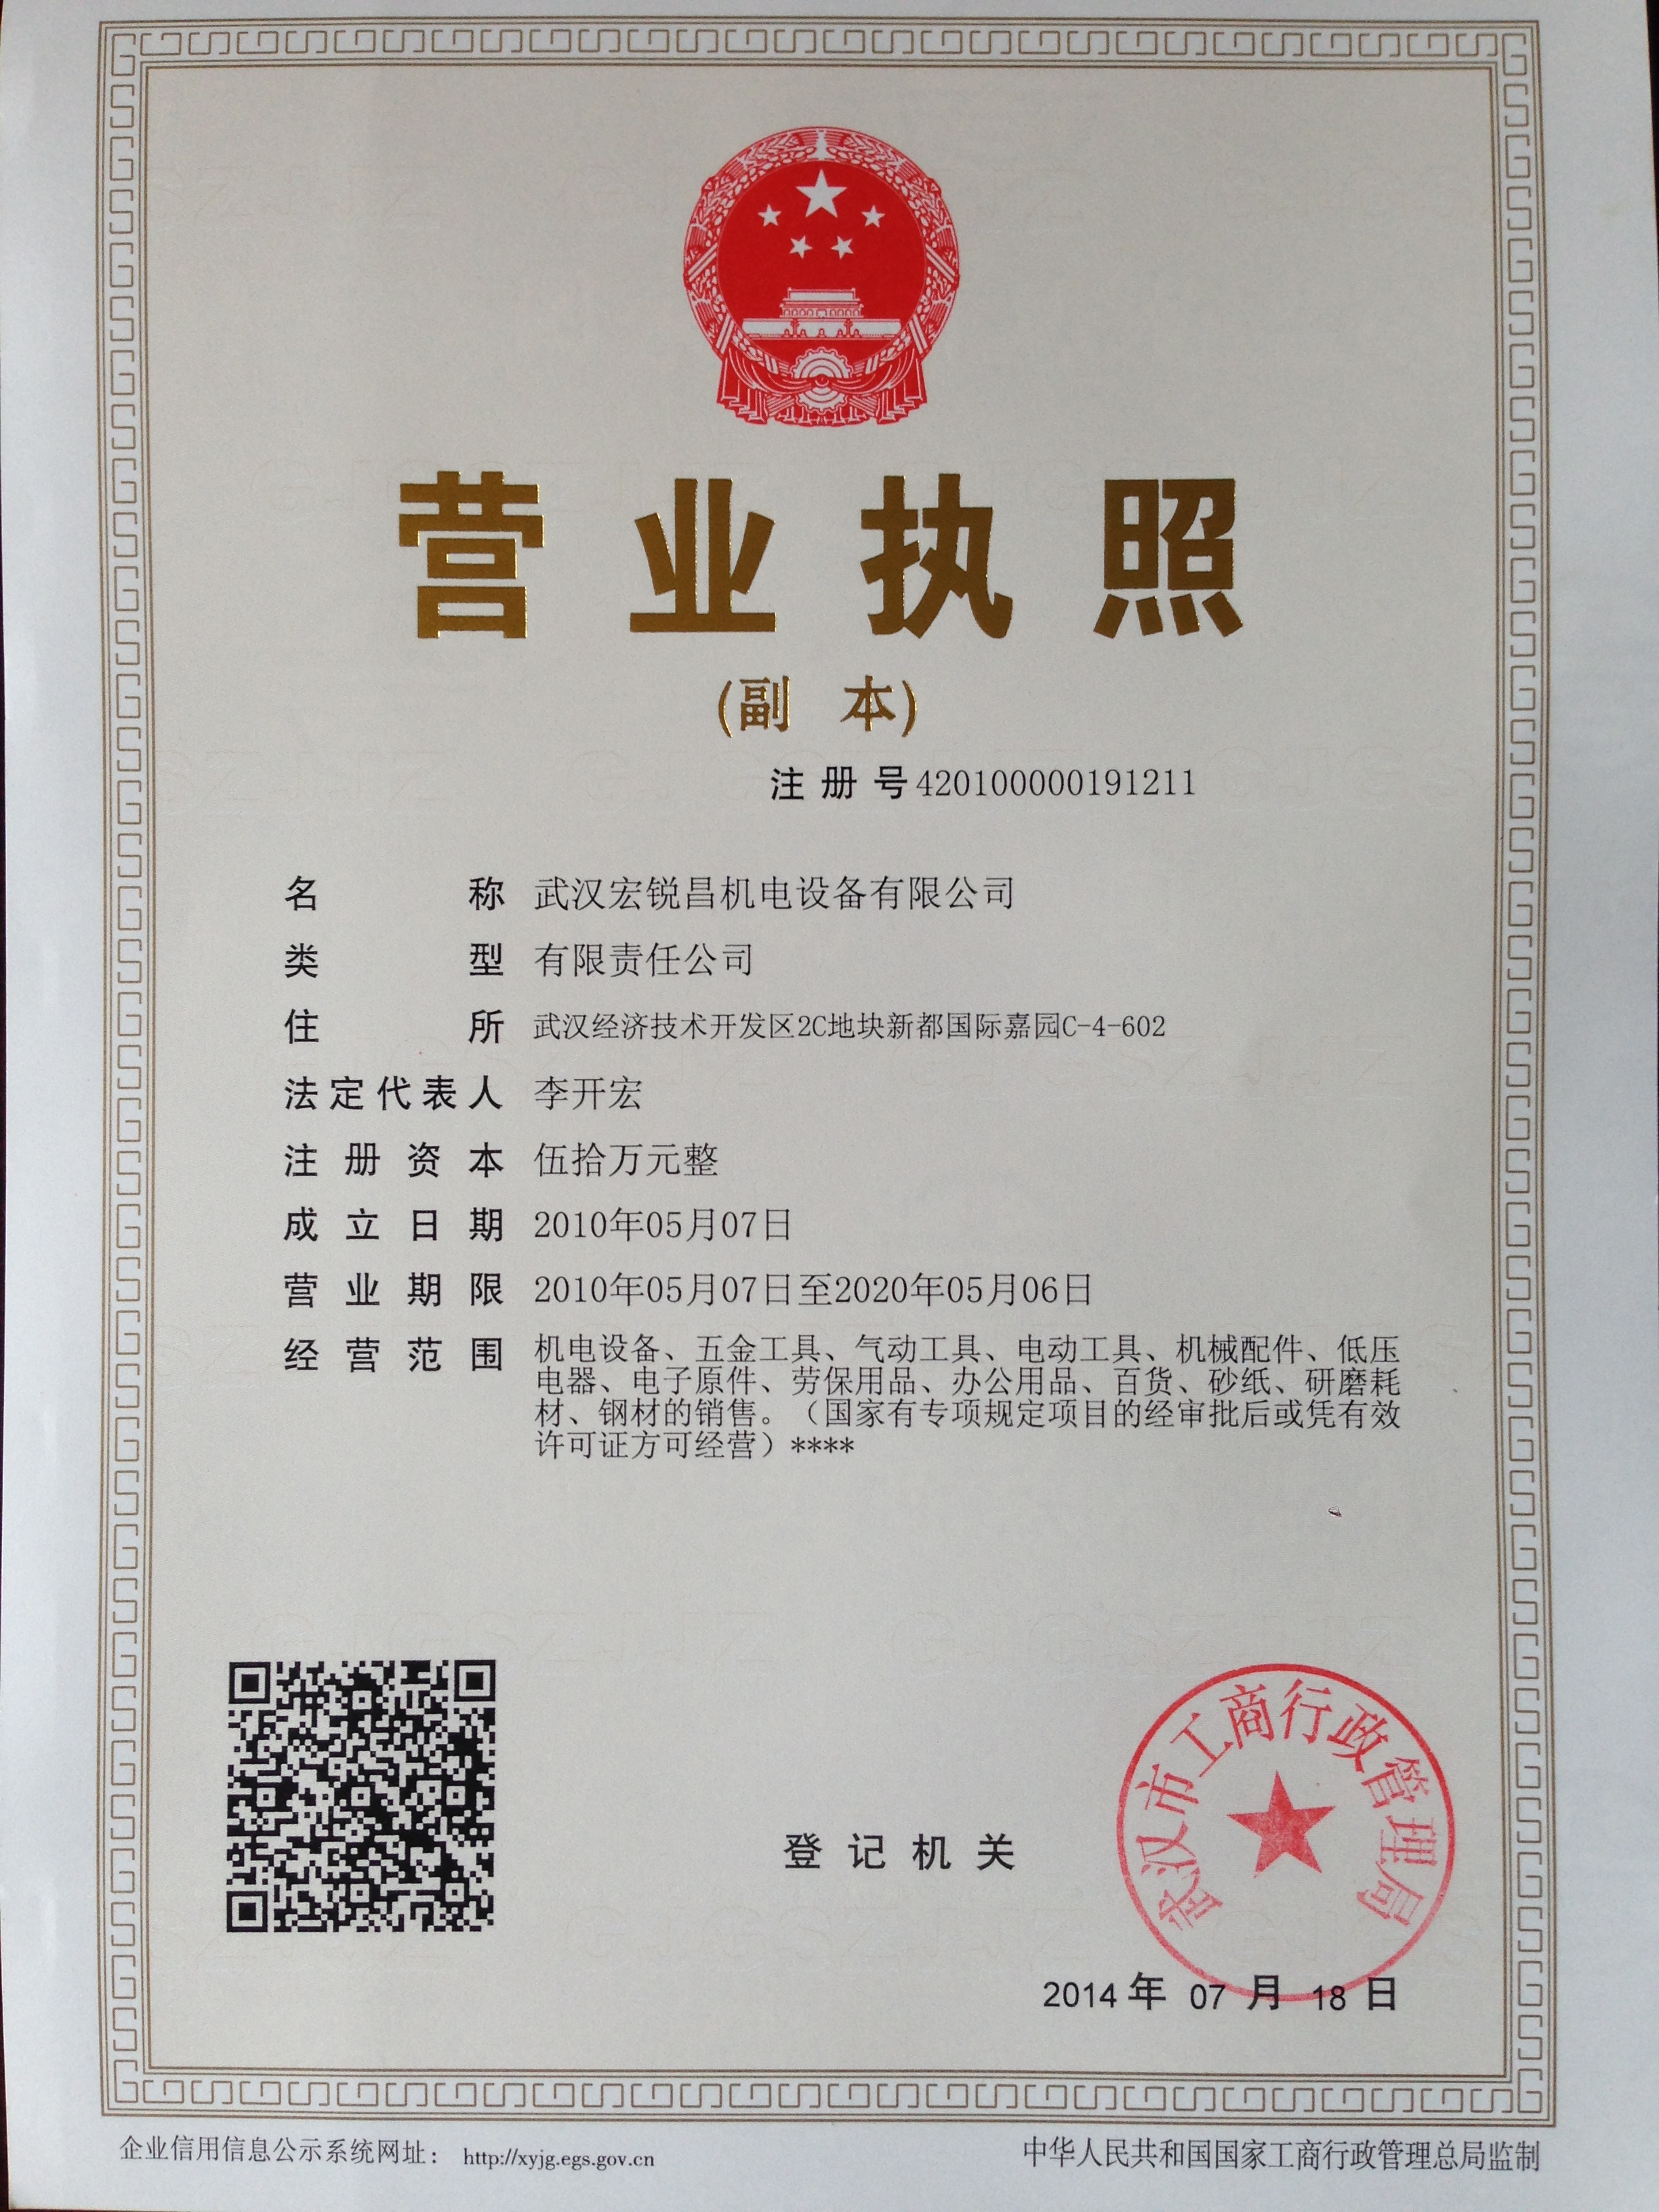 营业执照
(副 本)
注册号420100000191211
名称 武汉宏锐昌机电设备有限公司
类型 有限责任公司
住所 武汉经济技术开发区2C地块新都国际嘉园C-4-602
法定代表人 李开宏
注册资本 伍拾万元整
成立日期 2010年05月07日
营业期限 2010年05月07日至2020年05月06日
经营范围 机电设备、五金工具、气动工具、电动工具、机械配件、低压
电器、电子原件、劳保用品、办公用品、百货、砂纸、研磨耗
材、钢材的销售。（国家有专项规定项目的经审批后或凭有效
许可证方可经营）****
武汉市工商行政管理局
登记机关
2014年07月18日
企业信用信息公示系统网址： http://xyjg.egs.gov.cn
中华人民共和国国家工商行政管理总局监制